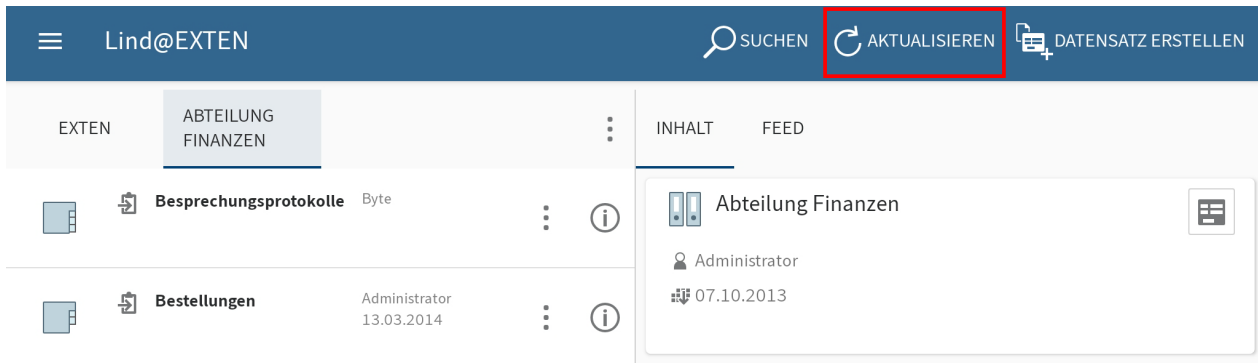 Lind@EXTEN
SUCHEN
AKTUALISIEREN
DATENSATZ ERSTELLEN
EXTEN
ABTEILUNG
FINANZEN
INHALT
FEED
Besprechungsprotokolle
Byte
Bestellungen
Administrator
13.03.2014
Abteilung Finanzen
Administrator
07.10.2013